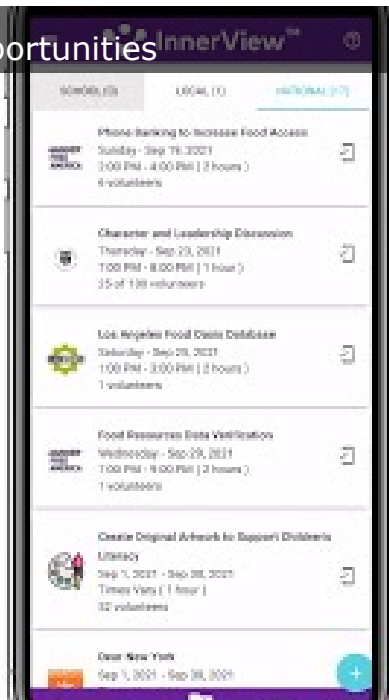 portunities
InnerView™
SCHOOL (0) LOCAL (1) NATIONAL (17)
Phone Banking to Increase Food Access
Sunday - Sep 19, 2021
2:00 PM - 4:00 PM ( 2 hours )
6 volunteers
Character and Leadership Discussion
Thursday - Sep 23, 2021
7:00 PM - 8:00 PM ( 1 hour )
25 of 100 volunteers
Los Angeles Food Oasis Database
Saturday - Sep 25, 2021
1:00 PM - 3:00 PM ( 2 hours )
1 volunteers
Food Resources Data Verification
Wednesday - Sep 29, 2021
7:00 PM - 9:00 PM ( 2 hours )
1 volunteers
Create Original Artwork to Support Children's
Literacy
Sep 1, 2021 - Sep 30, 2021
Times Vary ( 1 hour )
32 volunteers
Dear New York
Sep 1, 2021 - Sep 30, 2021